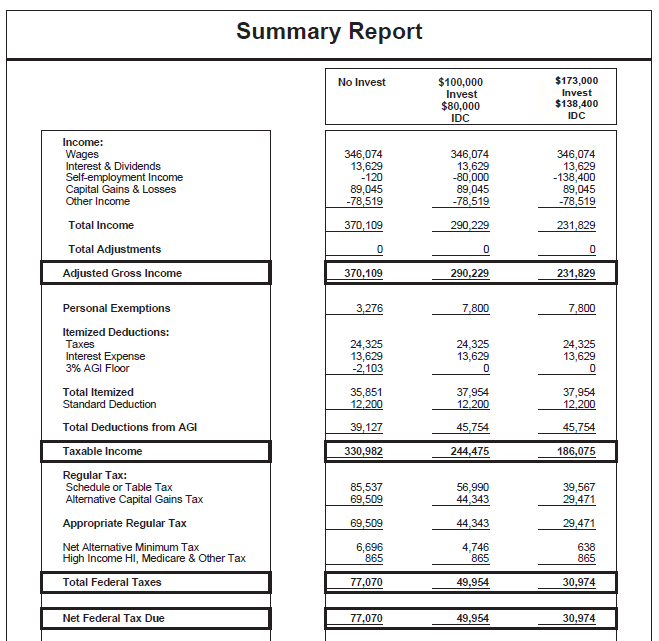 Summary Report
No Invest $100,000 Invest $80,000 IDC $173,000 Invest $138,400 IDC
Income:
Wages 346,074 346,074 346,074
Interest & Dividends 13,629 13,629 13,629
Self-employment Income -120 -80,000 -138,400
Capital Gains & Losses 89,045 89,045 89,045
Other Income -78,519 -78,519 -78,519
Total Income 370,109 290,229 231,829
Total Adjustments 0 0 0
Adjusted Gross Income 370,109 290,229 231,829
Personal Exemptions 3,276 7,800 7,800
Itemized Deductions:
Taxes 24,325 24,325 24,325
Interest Expense 13,629 13,629 13,629
3% AGI Floor -2,103 0 0
Total Itemized 35,851 37,954 37,954
Standard Deduction 12,200 12,200 12,200
Total Deductions from AGI 39,127 45,754 45,754
Taxable Income 330,982 244,475 186,075
Regular Tax:
Schedule or Table Tax 85,537 56,990 39,567
Alternative Capital Gains Tax 69,509 44,343 29,471
Appropriate Regular Tax 69,509 44,343 29,471
Net Alternative Minimum Tax 6,696 4,746 638
High Income HI, Medicare & Other Tax 865 865 865
Total Federal Taxes 77,070 49,954 30,974
Net Federal Tax Due 77,070 49,954 30,974